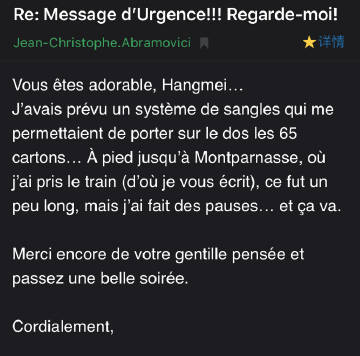 Re: Message d’Urgence!!! Regarde-moi!
Jean-Christophe.Abramovici
详情
Vous êtes adorable, Hangmei…
J’avais prévu un système de sangles qui me
permettaient de porter sur le dos les 65
cartons… À pied jusqu’à Montparnasse, où
j’ai pris le train (d’où je vous écrit), ce fut un
peu long, mais j’ai fait des pauses… et ça va.
Merci encore de votre gentille pensée et
passez une belle soirée.
Cordialement,